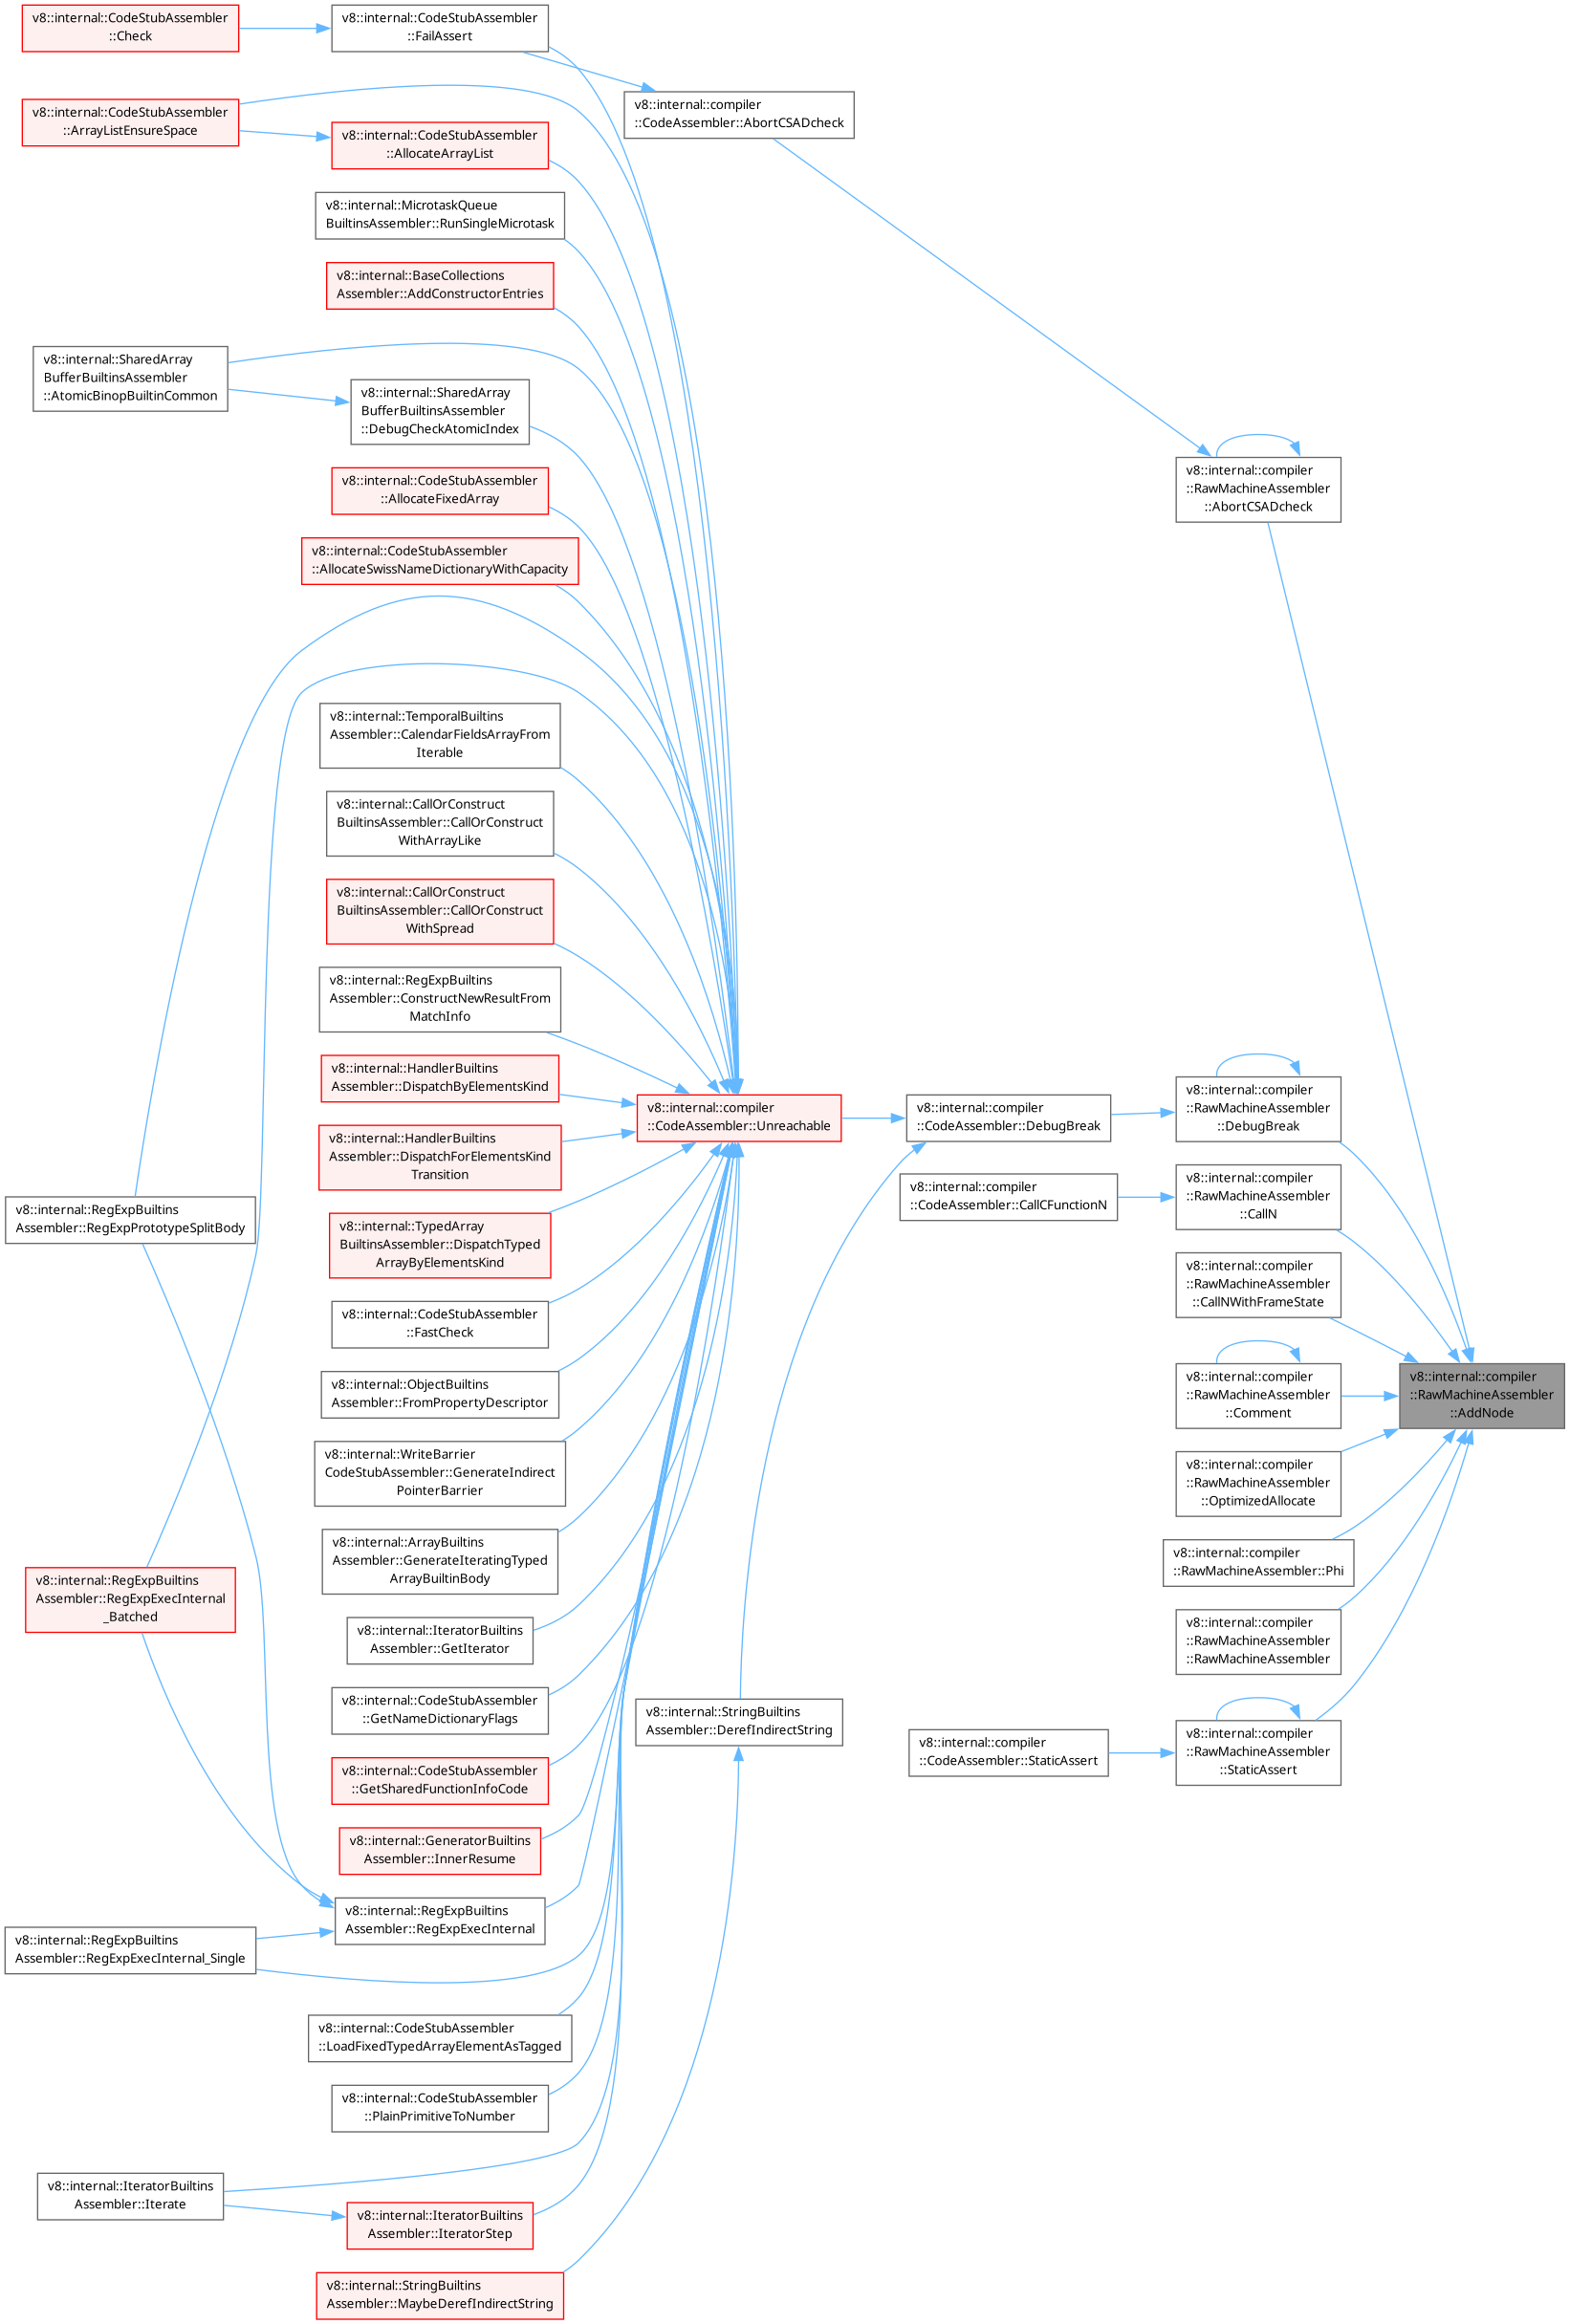 v8::internal::CodeStubAssembler
::Check
v8::internal::CodeStubAssembler
::FailAssert
v8::internal::compiler
::CodeAssembler::AbortCSADcheck
v8::internal::CodeStubAssembler
::ArrayListEnsureSpace
v8::internal::CodeStubAssembler
::AllocateArrayList
v8::internal::MicrotaskQueue
BuiltinsAssembler::RunSingleMicrotask
v8::internal::BaseCollections
Assembler::AddConstructorEntries
v8::internal::SharedArray
BufferBuiltinsAssembler
::AtomicBinopBuiltinCommon
v8::internal::SharedArray
BufferBuiltinsAssembler
::DebugCheckAtomicIndex
v8::internal::compiler
::RawMachineAssembler
::AbortCSADcheck
v8::internal::CodeStubAssembler
::AllocateFixedArray
v8::internal::CodeStubAssembler
::AllocateSwissNameDictionaryWithCapacity
v8::internal::TemporalBuiltins
Assembler::CalendarFieldsArrayFrom
Iterable
v8::internal::CallOrConstruct
BuiltinsAssembler::CallOrConstruct
WithArrayLike
v8::internal::CallOrConstruct
BuiltinsAssembler::CallOrConstruct
WithSpread
v8::internal::RegExpBuiltins
Assembler::ConstructNewResultFrom
MatchInfo
v8::internal::HandlerBuiltins
Assembler::DispatchByElementsKind
v8::internal::compiler
::CodeAssembler::Unreachable
v8::internal::compiler
::CodeAssembler::DebugBreak
v8::internal::compiler
::RawMachineAssembler
::DebugBreak
v8::internal::HandlerBuiltins
Assembler::DispatchForElementsKind
Transition
v8::internal::compiler
::CodeAssembler::CallCFunctionN
v8::internal::compiler
::RawMachineAssembler
::CallN
v8::internal::RegExpBuiltins
Assembler::RegExpPrototypeSplitBody
v8::internal::TypedArray
BuiltinsAssembler::DispatchTyped
ArrayByElementsKind
v8::internal::compiler
::RawMachineAssembler
::CallNWithFrameState
v8::internal::CodeStubAssembler
::FastCheck
v8::internal::ObjectBuiltins
Assembler::FromPropertyDescriptor
v8::internal::compiler
::RawMachineAssembler
::Comment
v8::internal::compiler
::RawMachineAssembler
::AddNode
v8::internal::WriteBarrier
CodeStubAssembler::GenerateIndirect
PointerBarrier
v8::internal::compiler
::RawMachineAssembler
::OptimizedAllocate
v8::internal::ArrayBuiltins
Assembler::GenerateIteratingTyped
ArrayBuiltinBody
v8::internal::compiler
::RawMachineAssembler::Phi
v8::internal::RegExpBuiltins
Assembler::RegExpExecInternal
_Batched
v8::internal::IteratorBuiltins
Assembler::GetIterator
v8::internal::compiler
::RawMachineAssembler
::RawMachineAssembler
v8::internal::CodeStubAssembler
::GetNameDictionaryFlags
v8::internal::StringBuiltins
Assembler::DerefIndirectString
v8::internal::compiler
::CodeAssembler::StaticAssert
v8::internal::compiler
::RawMachineAssembler
::StaticAssert
v8::internal::CodeStubAssembler
::GetSharedFunctionInfoCode
v8::internal::GeneratorBuiltins
Assembler::InnerResume
v8::internal::RegExpBuiltins
Assembler::RegExpExecInternal
v8::internal::RegExpBuiltins
Assembler::RegExpExecInternal_Single
v8::internal::CodeStubAssembler
::LoadFixedTypedArrayElementAsTagged
v8::internal::CodeStubAssembler
::PlainPrimitiveToNumber
v8::internal::IteratorBuiltins
Assembler::Iterate
v8::internal::IteratorBuiltins
Assembler::IteratorStep
v8::internal::StringBuiltins
Assembler::MaybeDerefIndirectString